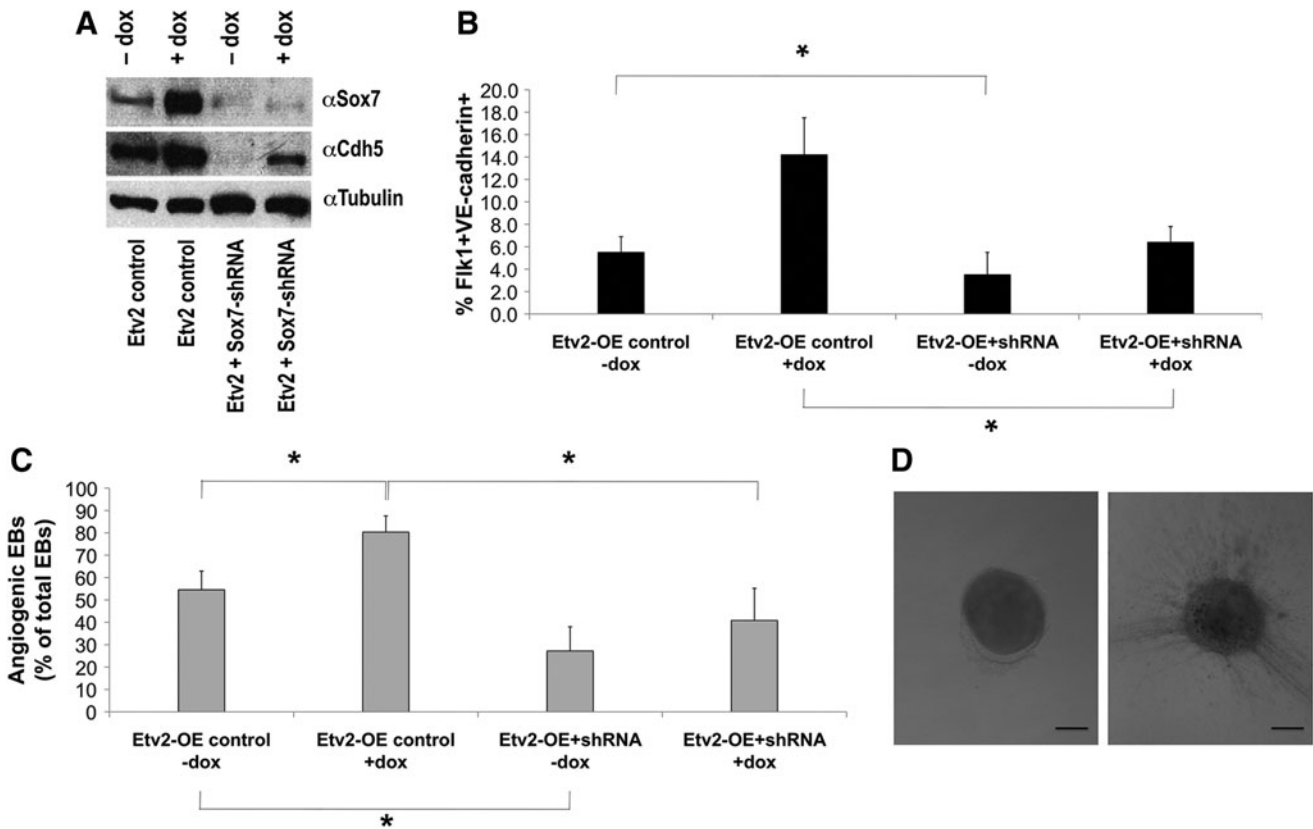 A
– dox
+ dox
– dox
+ dox
αSox7
αCdh5
αTubulin
Etv2 control
Etv2 control
Etv2 + Sox7-shRNA
Etv2 + Sox7-shRNA
B
*
% Flk1+VE-cadherin+
20.0
18.0
16.0
14.0
12.0
10.0
8.0
6.0
4.0
2.0
0.0
Etv2-OE control
-dox
Etv2-OE control
+dox
Etv2-OE+shRNA
-dox
Etv2-OE+shRNA
+dox
*
C
*
*
Angiogenic EBs
(% of total EBs)
100
90
80
70
60
50
40
30
20
10
0
Etv2-OE control
-dox
Etv2-OE control
+dox
Etv2-OE+shRNA
-dox
Etv2-OE+shRNA
+dox
*
D